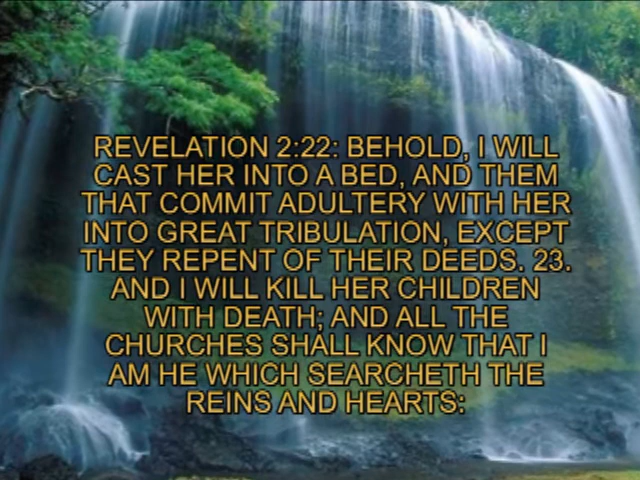 REVELATION 2:22: BEHOLD, I WILL
CAST HER INTO A BED, AND THEM
THAT COMMIT ADULTERY WITH HER
INTO GREAT TRIBULATION, EXCEPT
THEY REPENT OF THEIR DEEDS. 23.
AND I WILL KILL HER CHILDREN
WITH DEATH; AND ALL THE
CHURCHES SHALL KNOW THAT I
AM HE WHICH SEARCHETH THE
REINS AND HEARTS: